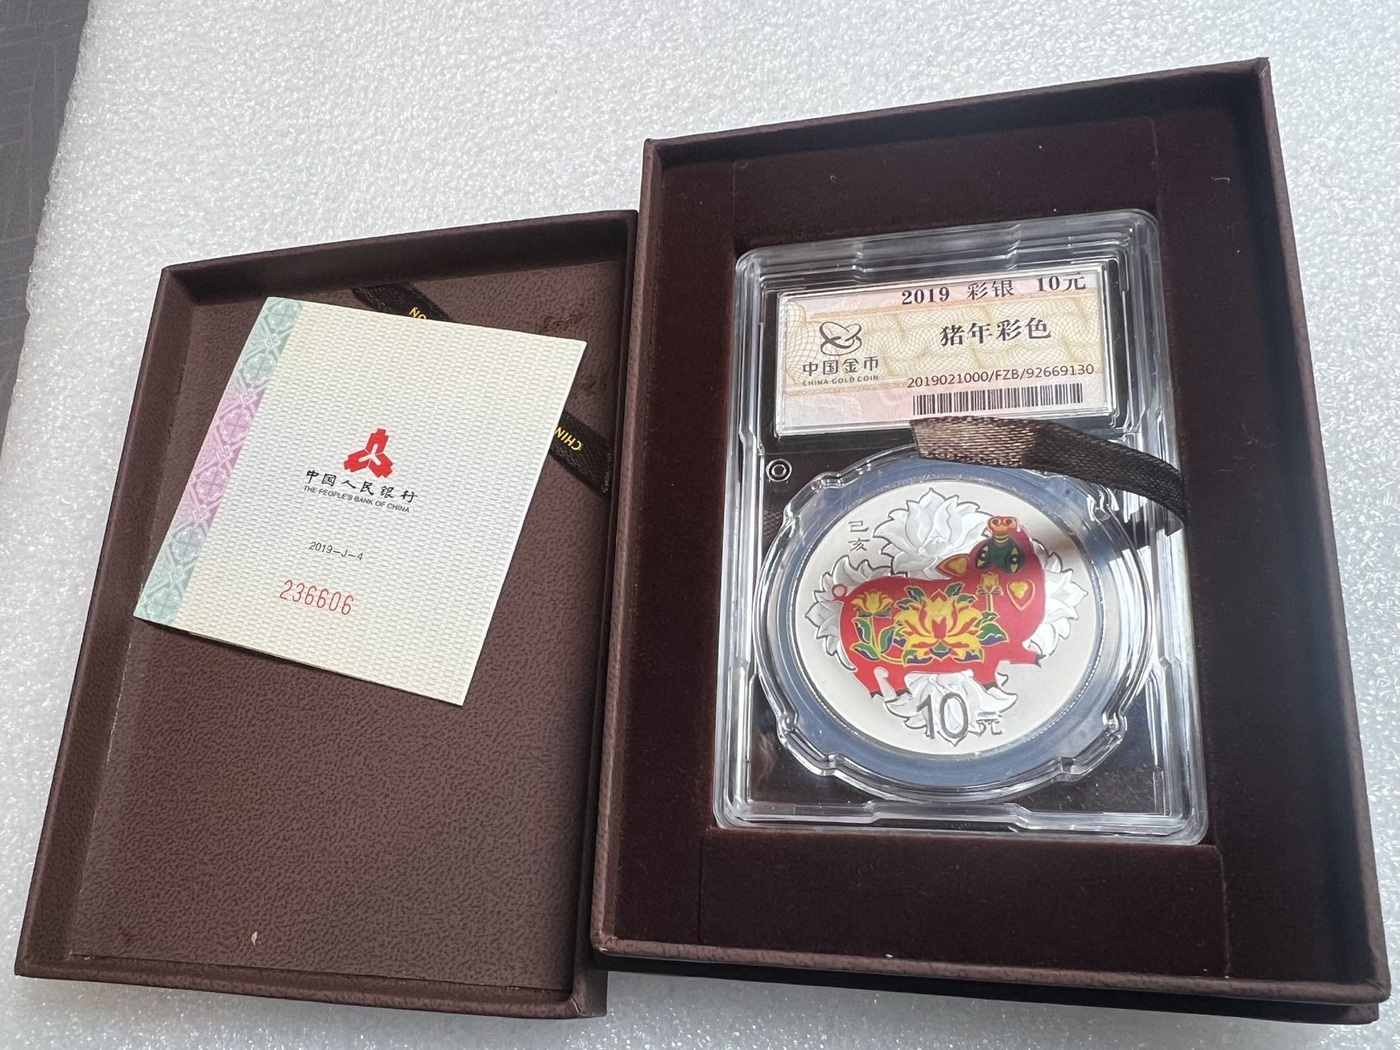 中国人民银行
THE PEOPLE'S BANK OF CHINA
2019-J-4
236606
ON
CHIN
2019 彩银 10元
猪年彩色
中国金币
CHINA GOLD COIN
2019021000/FZB/92669130
己亥
10元